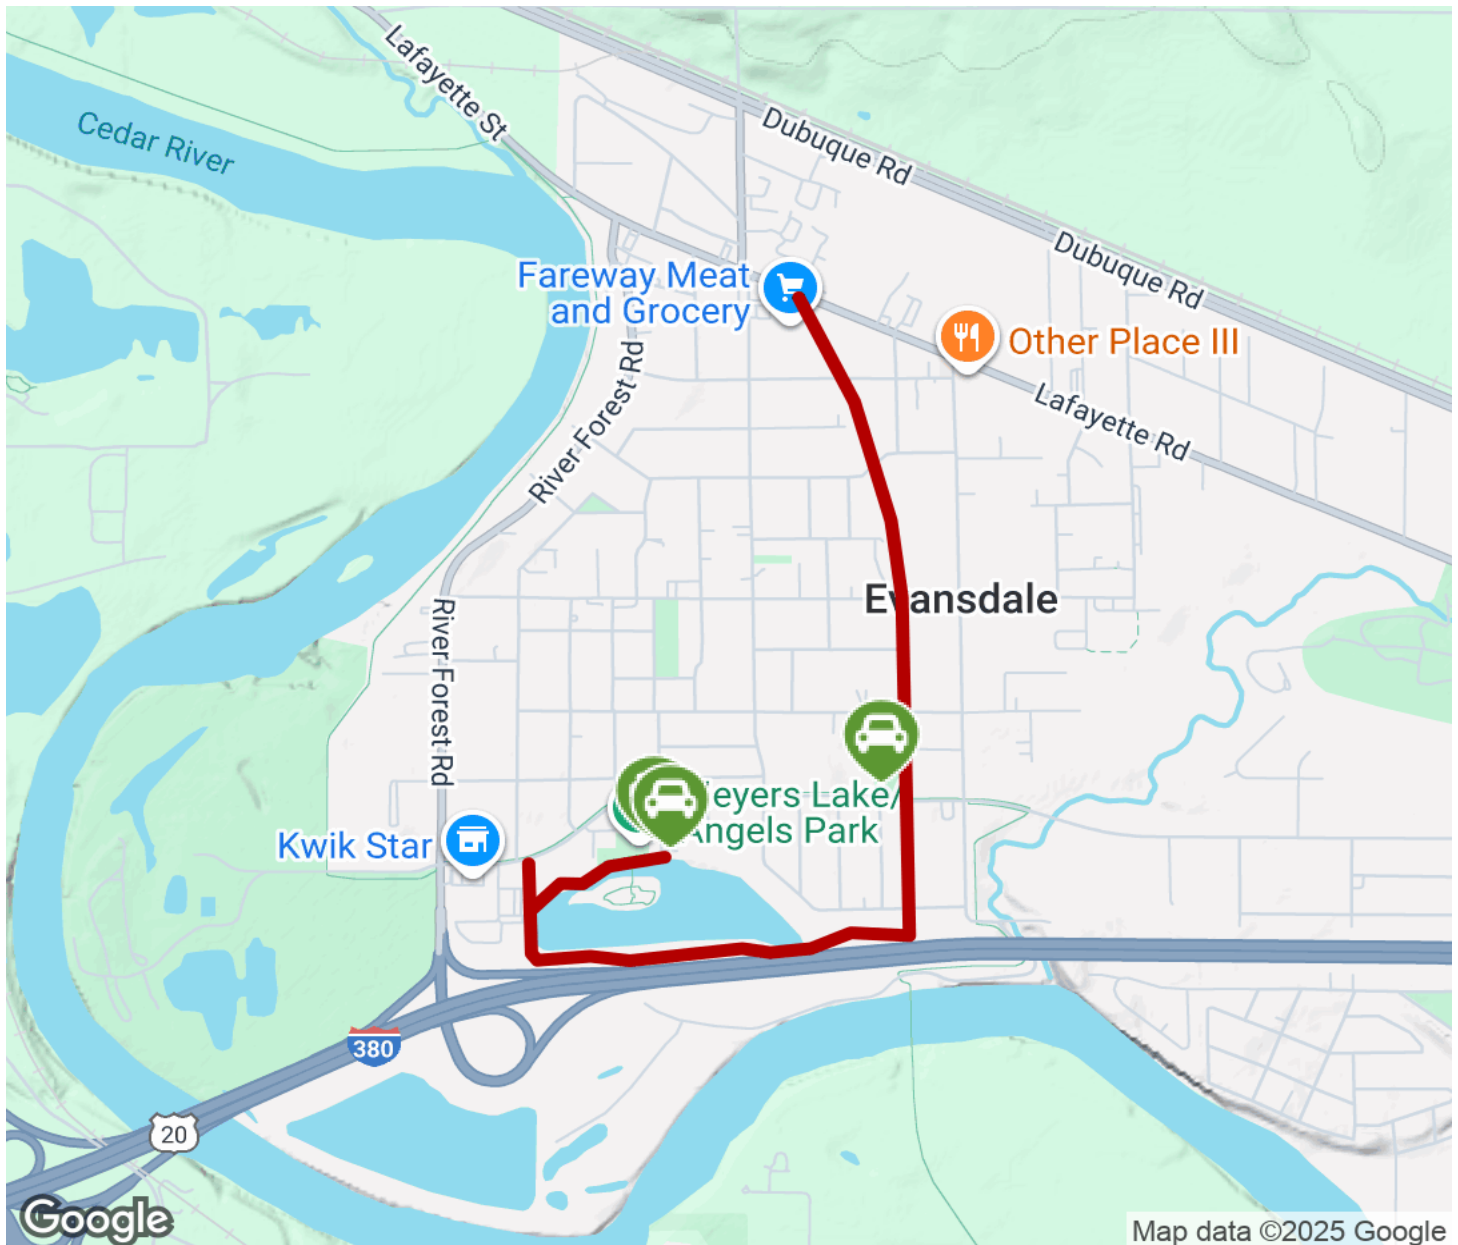 Lafayette St
Cedar River
Dubuque Rd
Dubuque Rd
Fareway Meat
and Grocery
Other Place III
Lafayette Rd
River Forest Rd
Evansdale
River Forest Rd
eyers Lake/
Angels Park
Kwik Star
380
20
Google
Map data ©2025 Google